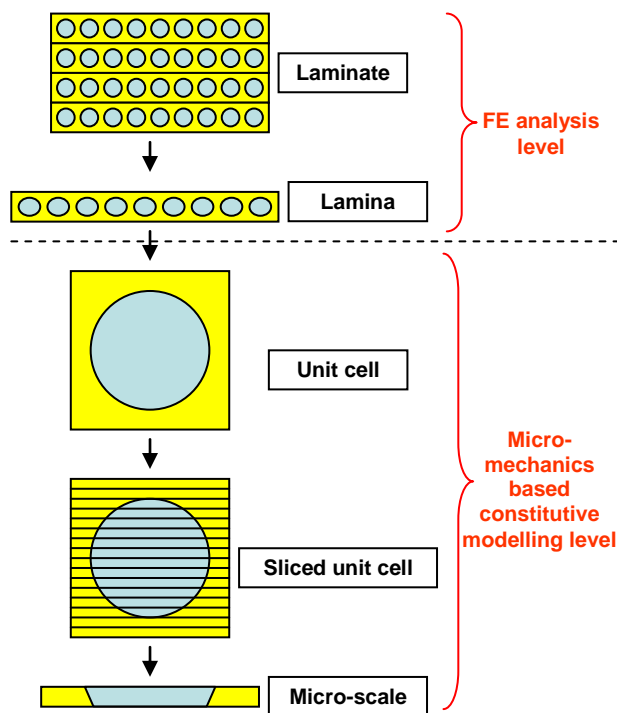 Laminate
FE analysis
level
Lamina
Unit cell
Micro-
mechanics
based
constitutive
modelling level
Sliced unit cell
Micro-scale